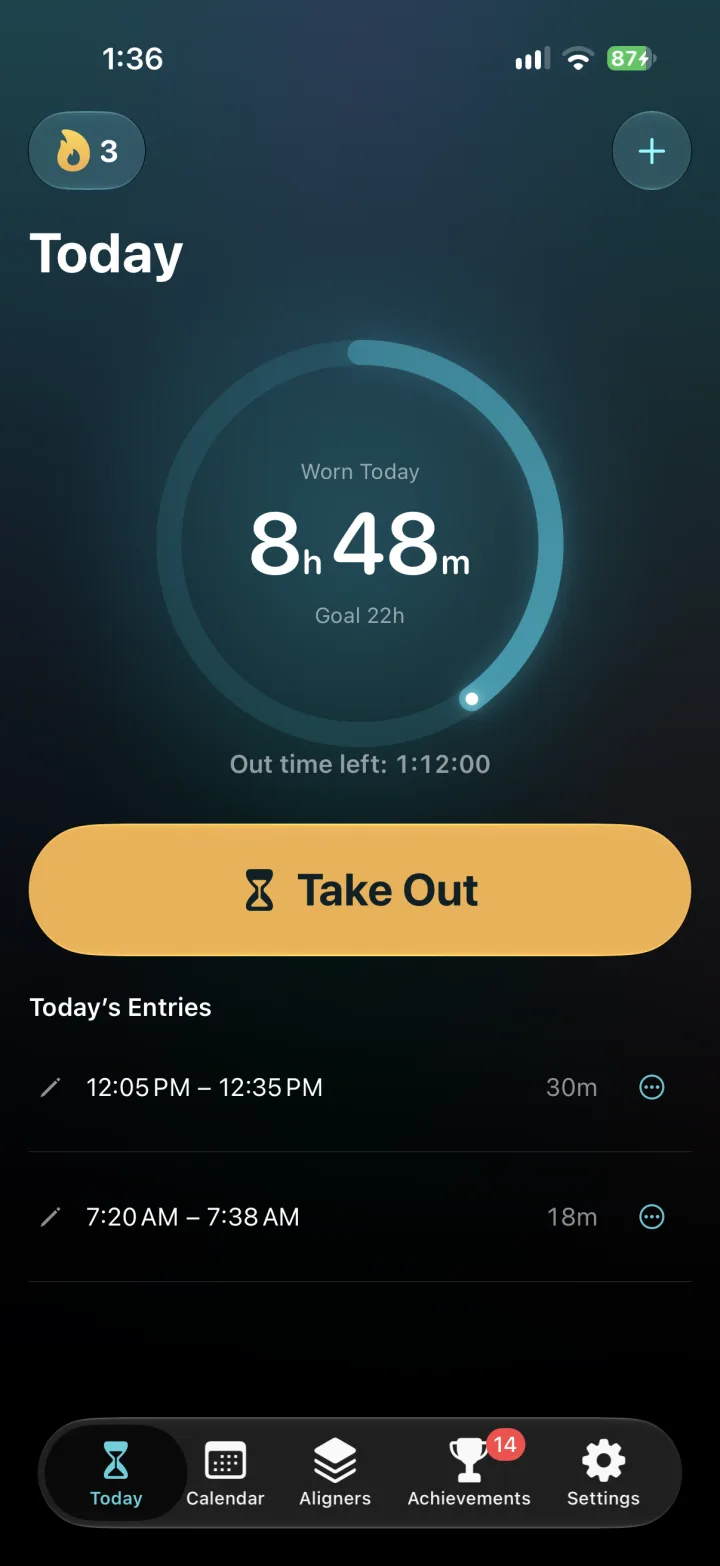 1:36
87
3
Today
Worn Today
8h 48m
Goal 22h
Out time left: 1:12:00
Take Out
Today’s Entries
12:05 PM – 12:35 PM 30m
7:20 AM – 7:38 AM 18m
14
Today Calendar Aligners Achievements Settings